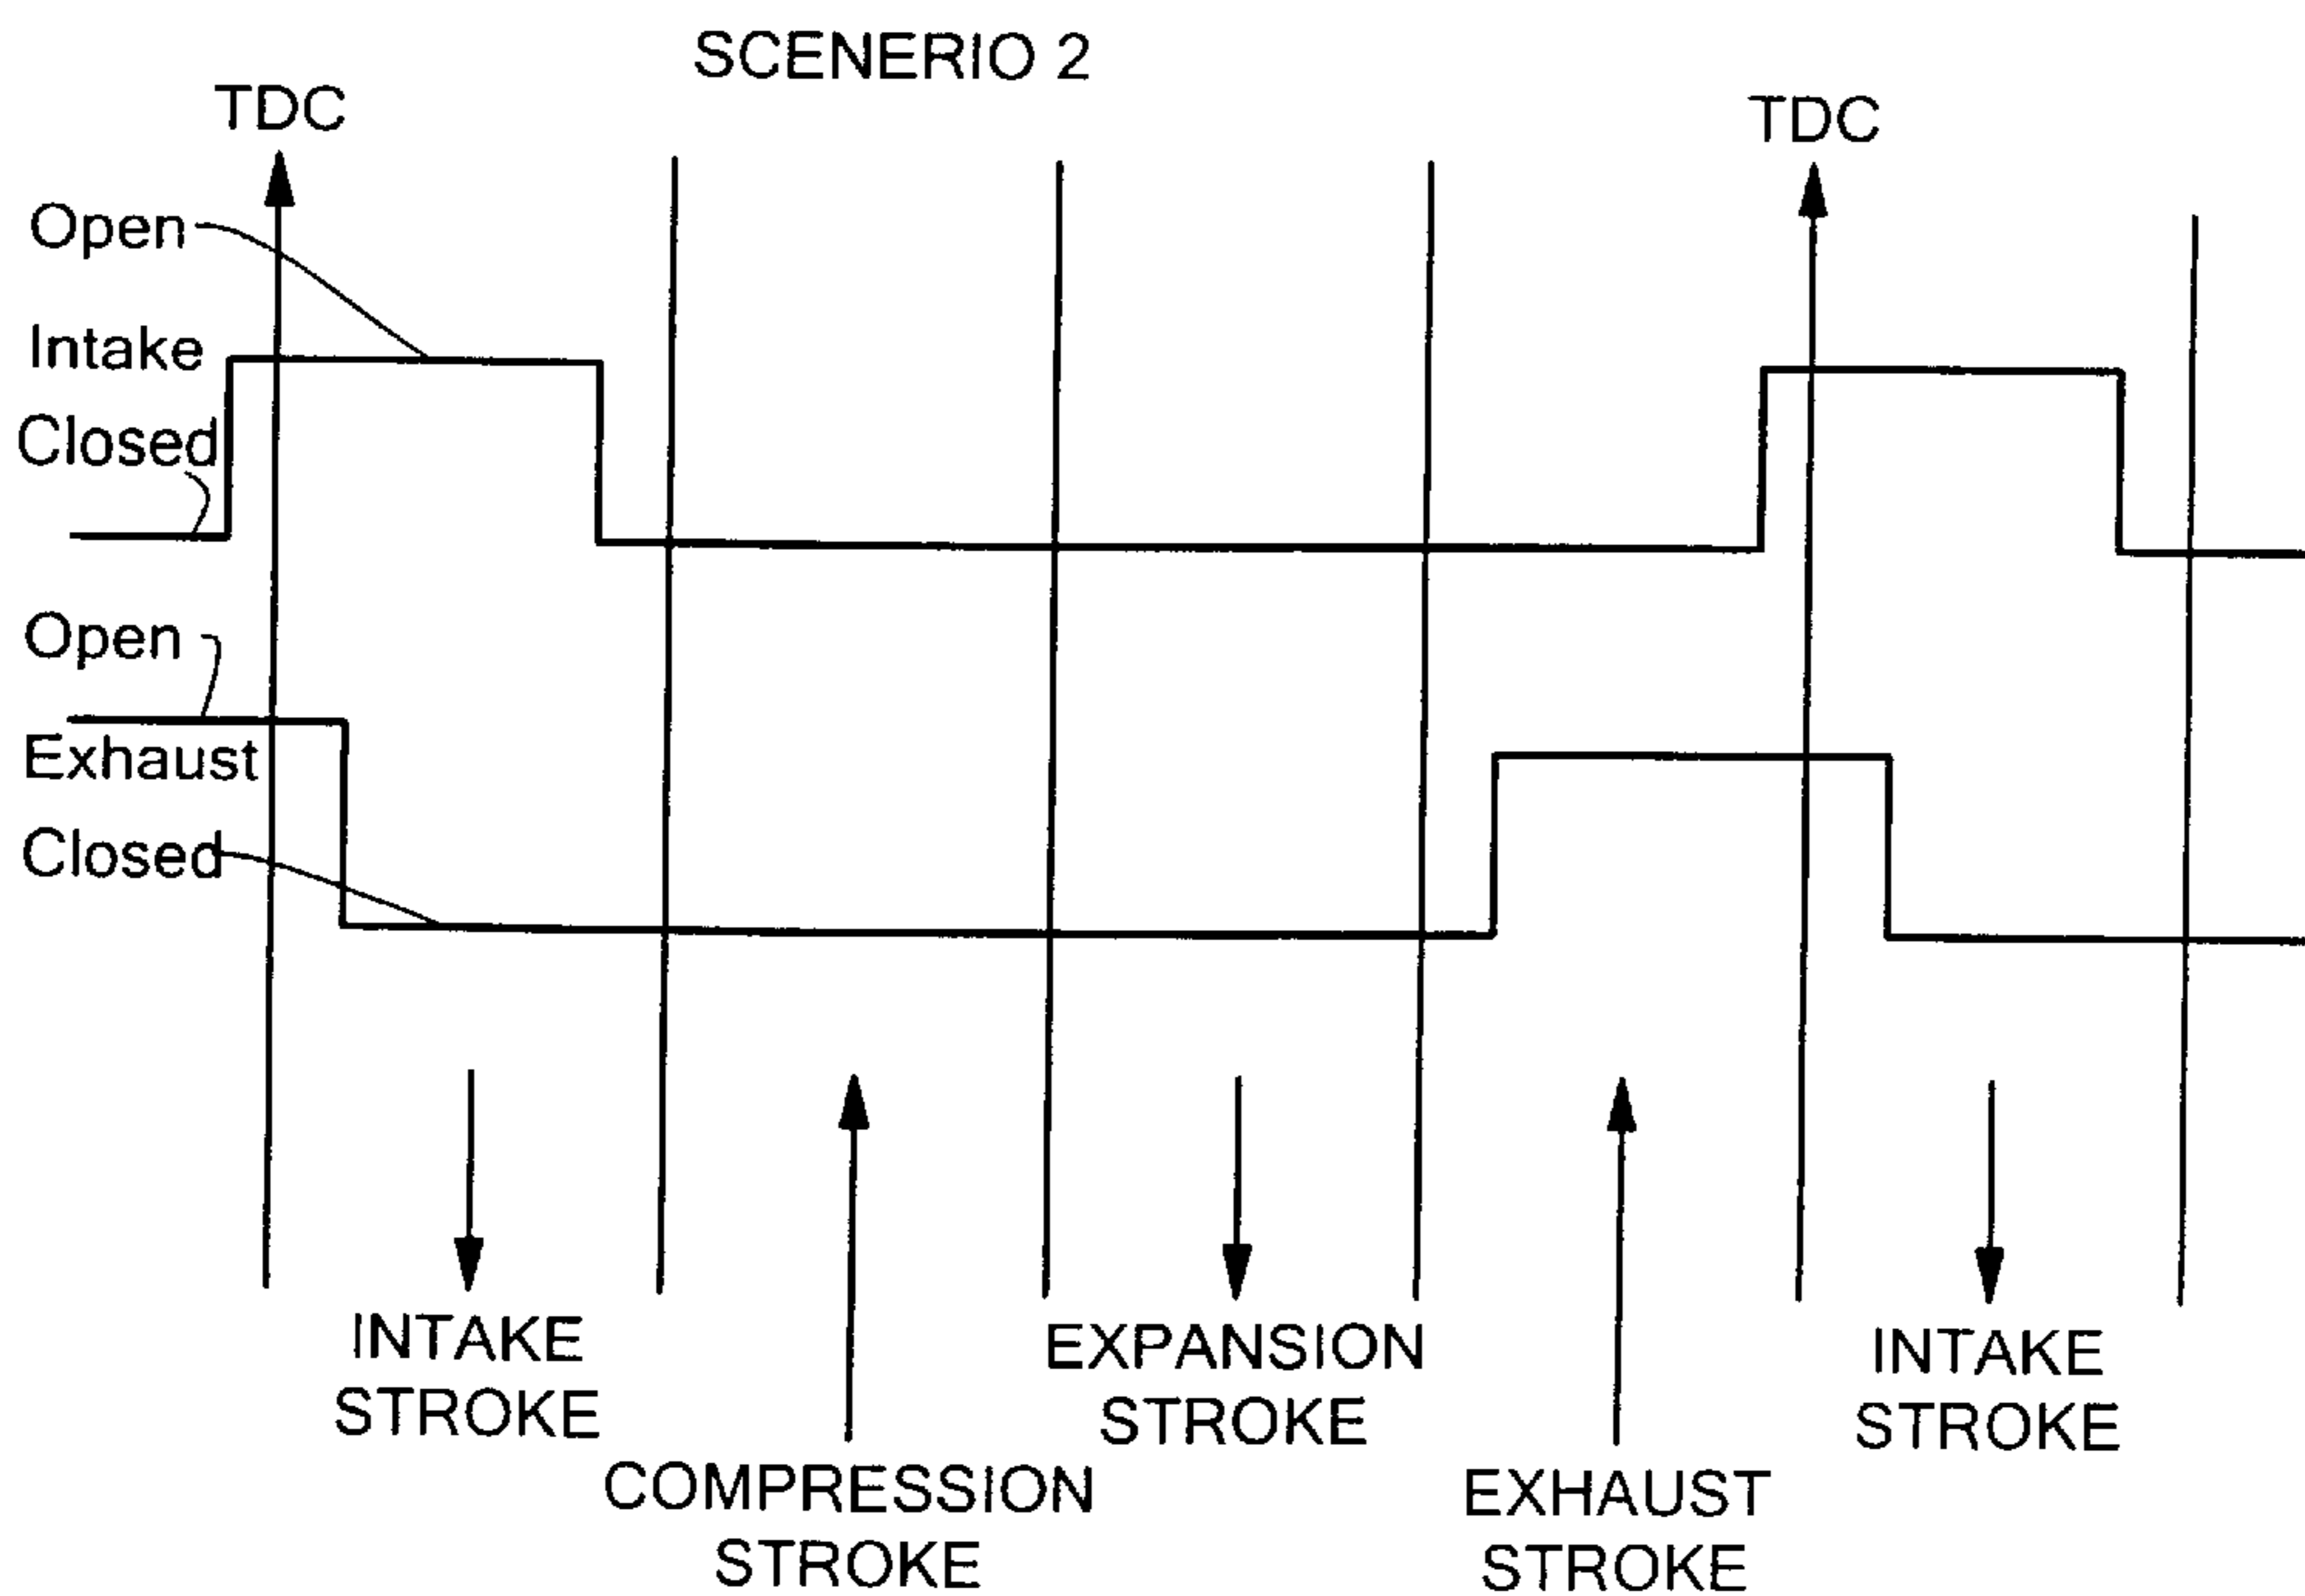 SCENERIO 2
TDC
TDC
Open
Intake
Closed
Open
Exhaust
Closed
INTAKE
STROKE
COMPRESSION
STROKE
EXPANSION
STROKE
EXHAUST
STROKE
INTAKE
STROKE